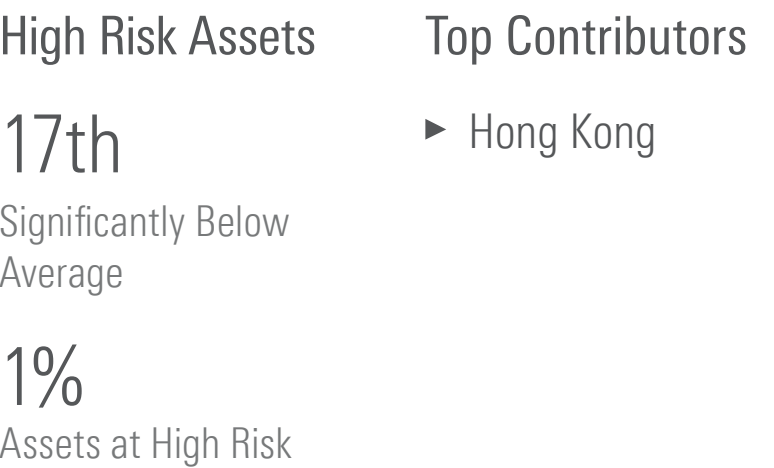 High Risk Assets
17th
Significantly Below
Average
1%
Assets at High Risk
Top Contributors
► Hong Kong